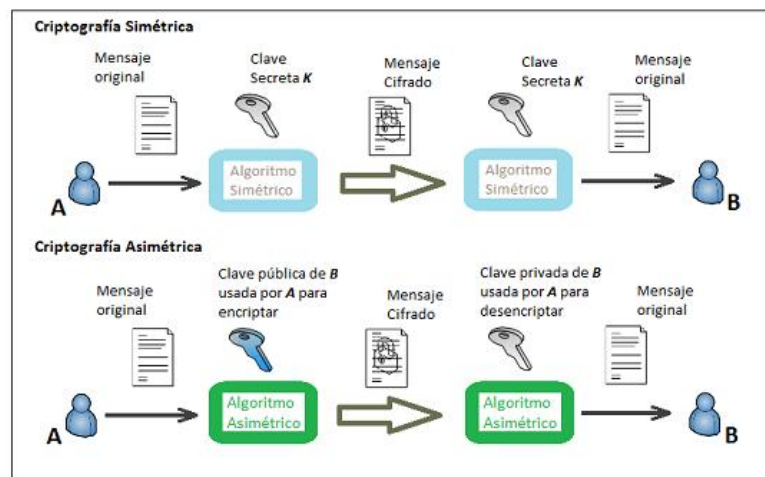 Criptografía Simétrica
Mensaje
original
Clave
Secreta K
Mensaje
Cifrado
Clave
Secreta K
Mensaje
original
A
Algoritmo
Simétrico
Algoritmo
Simétrico
B
Criptografía Asimétrica
Mensaje
original
Clave pública de B
usada por A para
encriptar
Mensaje
Cifrado
Clave privada de B
usada por A para
desencriptar
Mensaje
original
A
Algoritmo
Asimétrico
Algoritmo
Asimétrico
B